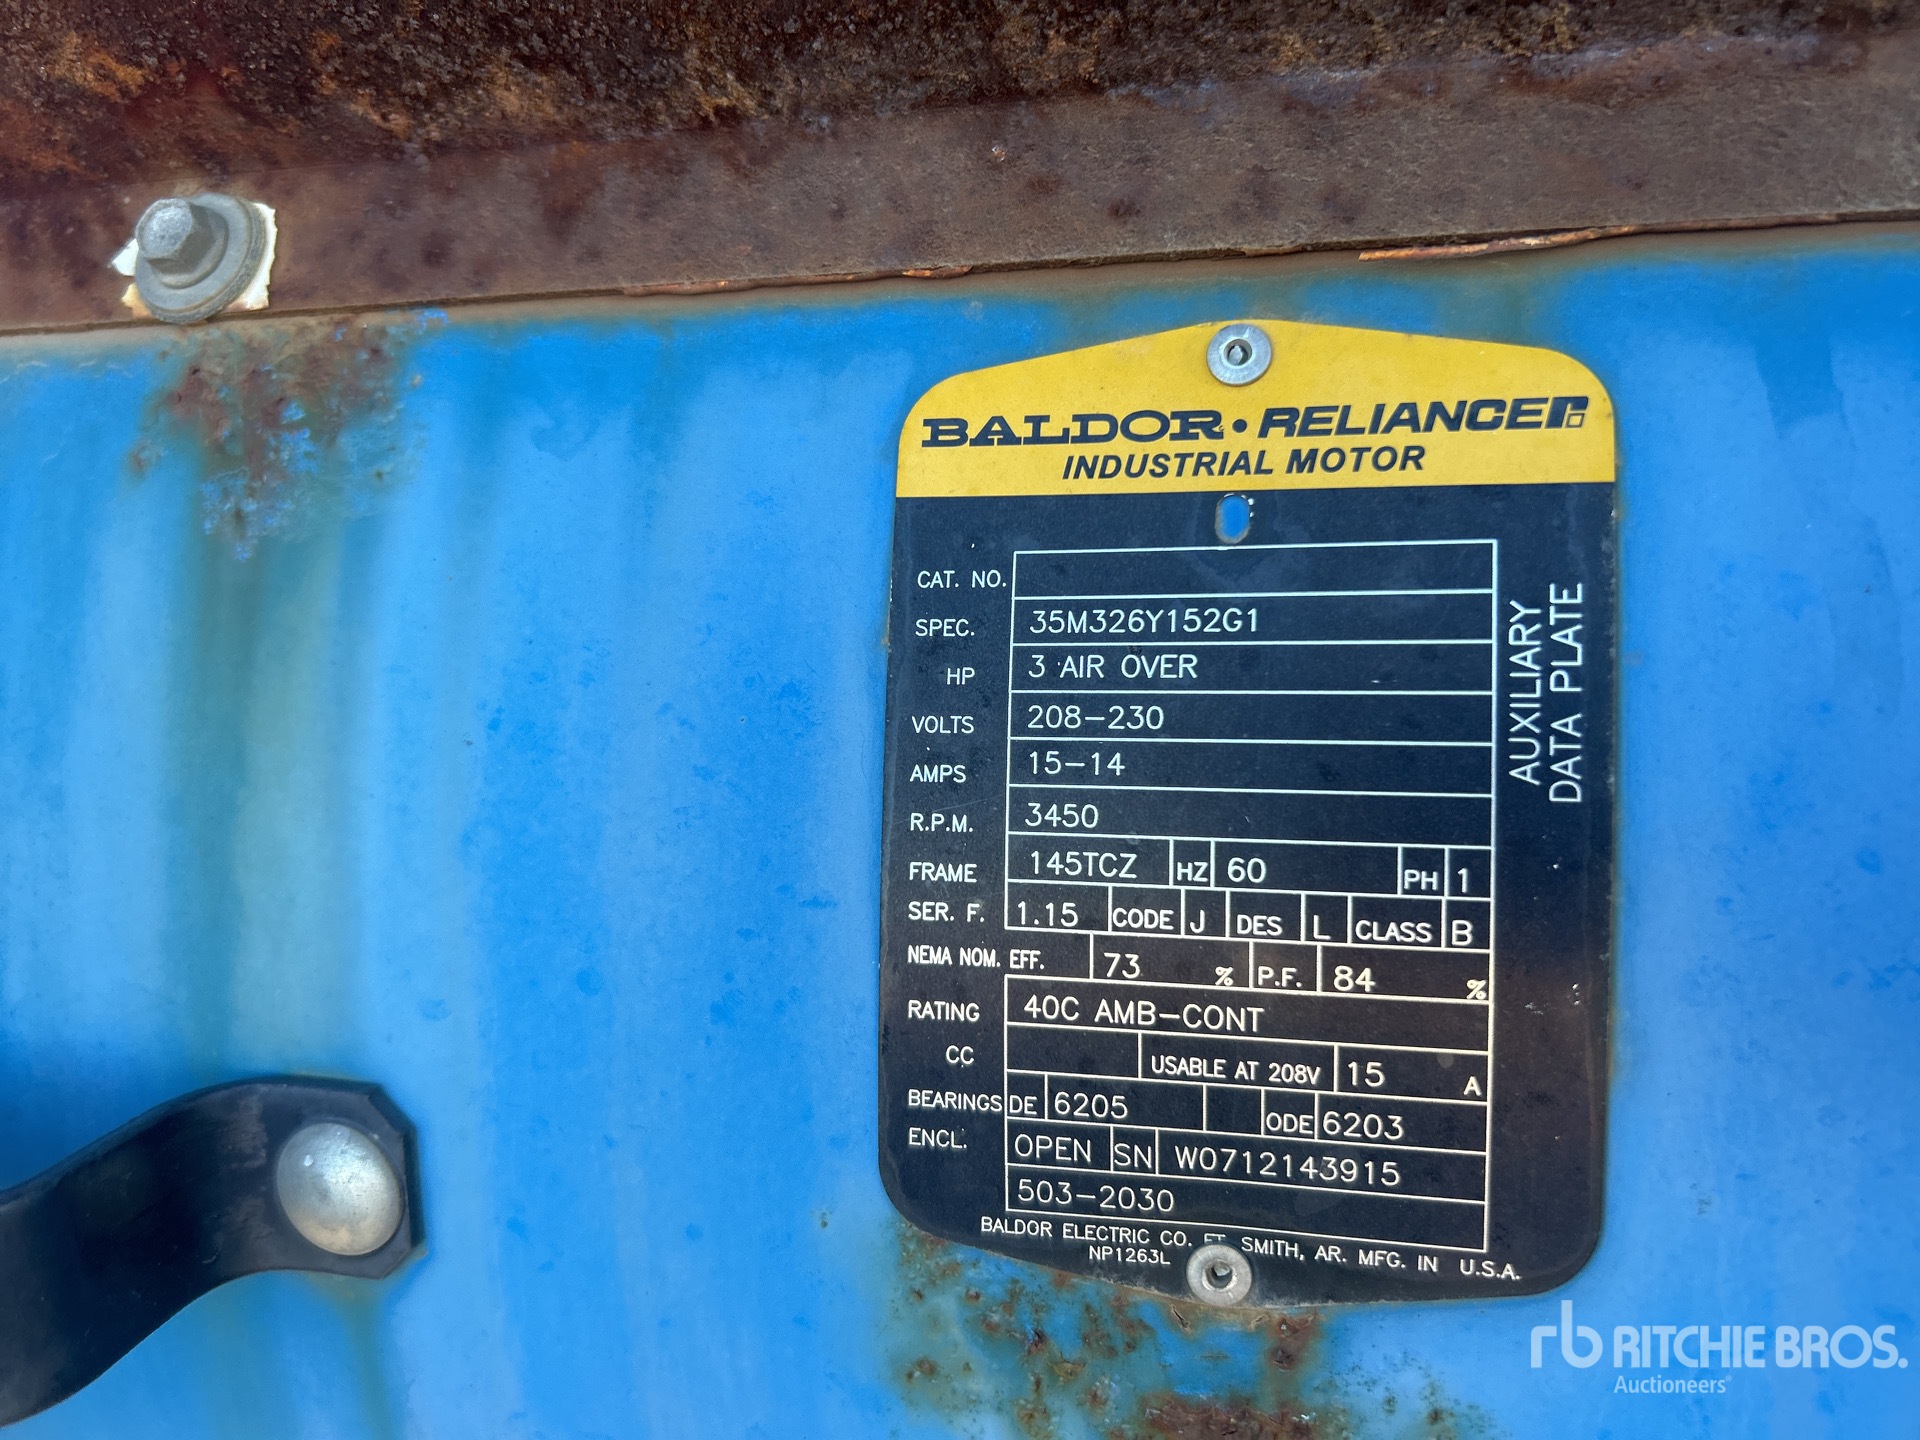 BALDOR • RELIANCER
INDUSTRIAL MOTOR
AUXILIARY
DATA PLATE
CAT. NO.
SPEC. 35M326Y152G1
HP 3 AIR OVER
VOLTS 208-230
AMPS 15-14
R.P.M. 3450
FRAME 145TCZ HZ 60 PH 1
SER. F. 1.15 CODE J DES L CLASS B
NEMA NOM. EFF. 73 % P.F. 84 %
RATING 40C AMB-CONT
CC USABLE AT 208V 15 A
BEARINGS DE 6205 ODE 6203
ENCL. OPEN SN W0712143915
503-2030
BALDOR ELECTRIC CO. FT. SMITH, AR. MFG. IN U.S.A.
NP1263L
rb RITCHIE BROS.
Auctioneers